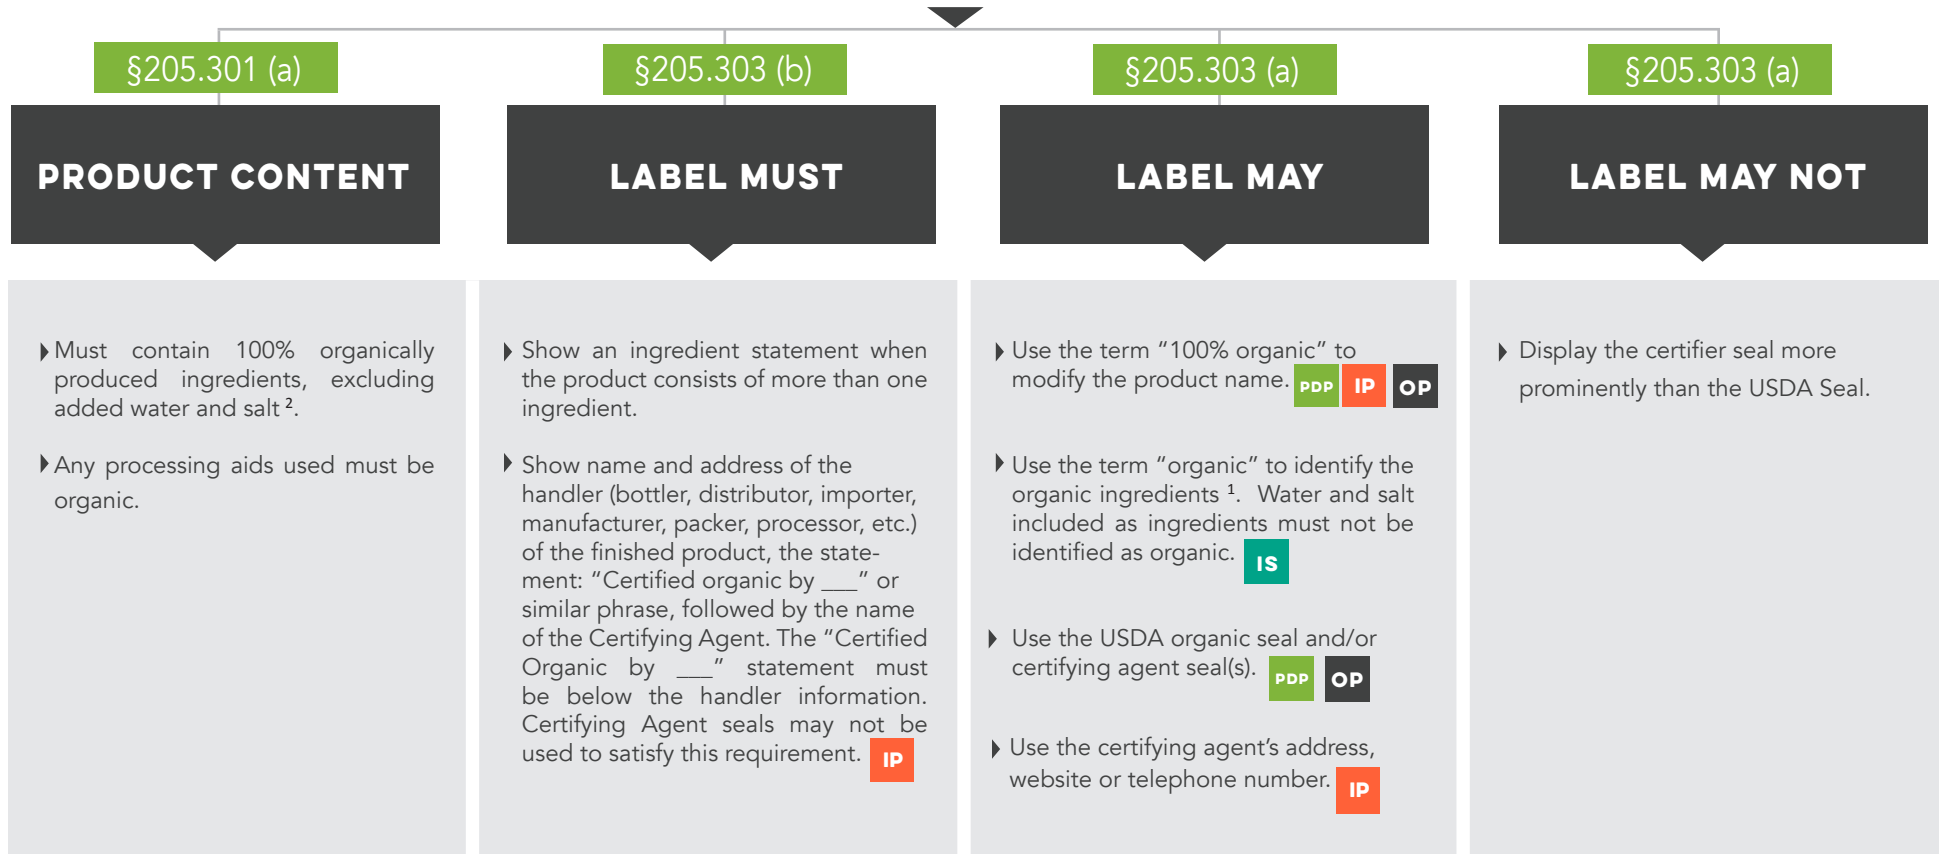 §205.301 (a)
PRODUCT CONTENT
Must contain 100% organically
produced ingredients, excluding
added water and salt ².
Any processing aids used must be
organic.
§205.303 (b)
LABEL MUST
Show an ingredient statement when
the product consists of more than one
ingredient.
Show name and address of the
handler (bottler, distributor, importer,
manufacturer, packer, processor, etc.)
of the finished product, the state-
ment: “Certified organic by ___” or
similar phrase, followed by the name
of the Certifying Agent. The “Certified
Organic by ___” statement must
be below the handler information.
Certifying Agent seals may not be
used to satisfy this requirement. IP
§205.303 (a)
LABEL MAY
Use the term “100% organic” to
modify the product name. PDP IP OP
Use the term “organic” to identify the
organic ingredients ¹. Water and salt
included as ingredients must not be
identified as organic. IS
Use the USDA organic seal and/or
certifying agent seal(s). PDP OP
Use the certifying agent’s address,
website or telephone number. IP
§205.303 (a)
LABEL MAY NOT
Display the certifier seal more
prominently than the USDA Seal.